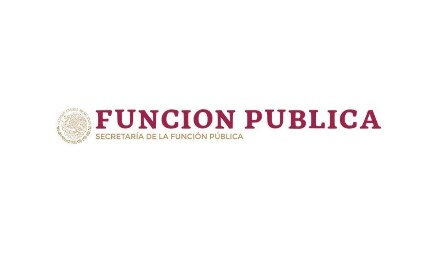 FUNCION PUBLICA
SECRETARÍA DE LA FUNCIÓN PÚBLICA